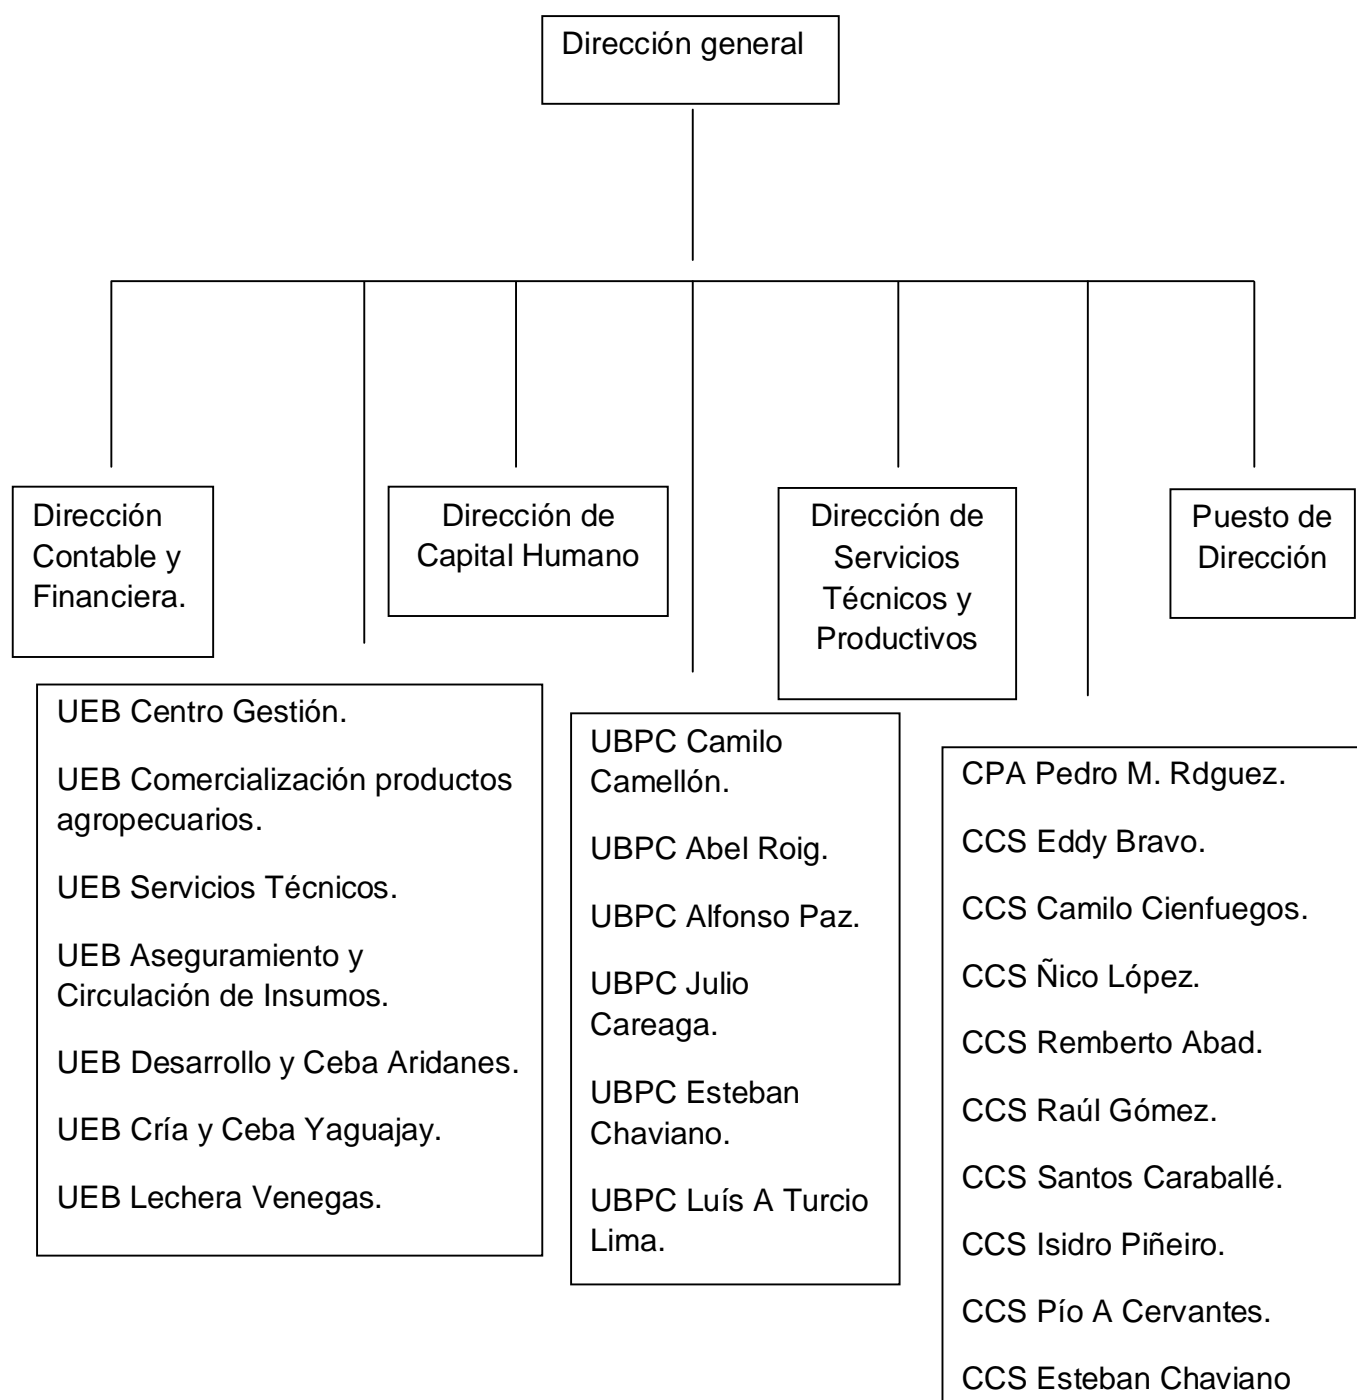 Dirección general
Dirección
Contable y
Financiera.
Dirección de
Capital Humano
Dirección de
Servicios
Técnicos y
Productivos
Puesto de
Dirección
UEB Centro Gestión.
UEB Comercialización productos
agropecuarios.
UEB Servicios Técnicos.
UEB Aseguramiento y
Circulación de Insumos.
UEB Desarrollo y Ceba Aridanes.
UEB Cría y Ceba Yaguajay.
UEB Lechera Venegas.
UBPC Camilo
Camellón.
UBPC Abel Roig.
UBPC Alfonso Paz.
UBPC Julio
Careaga.
UBPC Esteban
Chaviano.
UBPC Luís A Turcio
Lima.
CPA Pedro M. Rdguez.
CCS Eddy Bravo.
CCS Camilo Cienfuegos.
CCS Ñico López.
CCS Remberto Abad.
CCS Raúl Gómez.
CCS Santos Caraballé.
CCS Isidro Piñeiro.
CCS Pío A Cervantes.
CCS Esteban Chaviano